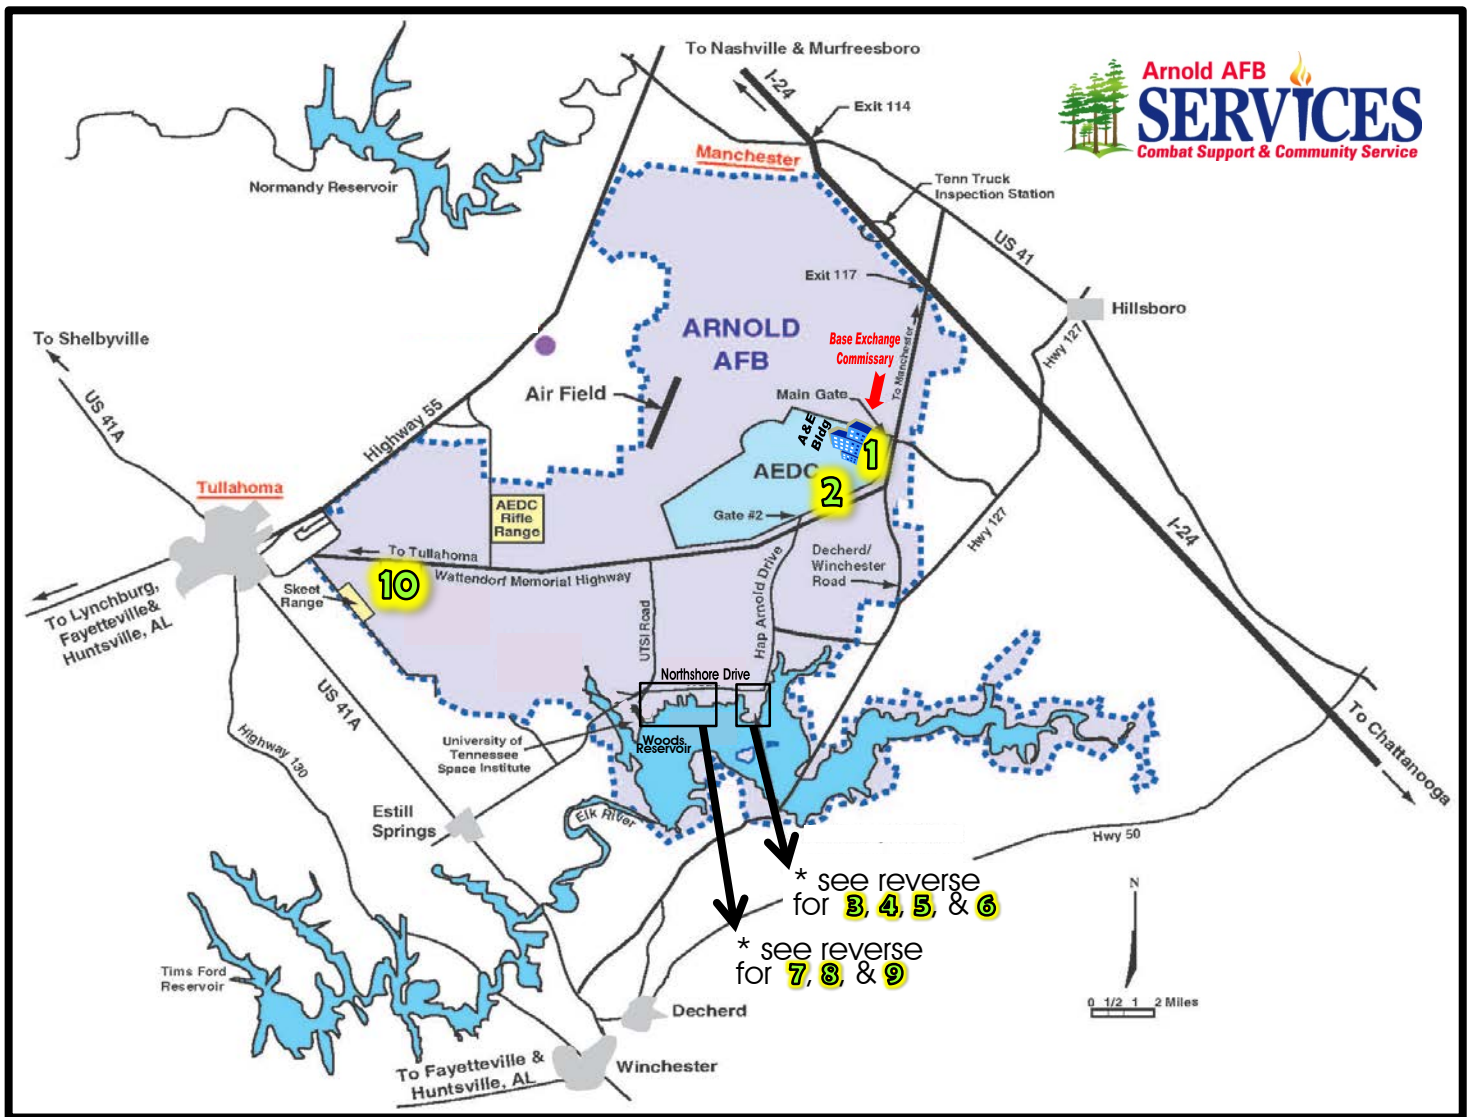 To Nashville & Murfreesboro
I-24
Exit 114
Arnold AFB
SERVICES
Combat Support & Community Service
Manchester
Tenn Truck
Inspection Station
Normandy Reservoir
US 41
Exit 117
Hillsboro
To Shelbyville
ARNOLD
AFB
Base Exchange
Commissary
To Manchester
Hwy 127
Air Field
Main Gate
US 41A
Highway 55
A&E
Bldg
1
AEDC
2
Tullahoma
AEDC
Rifle
Range
Gate #2
Hwy 127
I-24
To Tullahoma
Wattendorf Memorial Highway
Decherd/
Winchester
Road
Skeet
Range
10
To Lynchburg,
Fayetteville&
Huntsville, AL
UTSI Road
Hap Arnold Drive
Northshore Drive
US 41A
Highway 130
University of
Tennessee
Space Institute
Woods
Reservoir
To Chattanooga
Estill
Springs
Elk River
Hwy 50
* see reverse
for 3, 4, 5, & 6
* see reverse
for 7, 8, & 9
N
Tims Ford
Reservoir
0 1/2 1 2 Miles
Decherd
To Fayetteville &
Huntsville, AL
Winchester